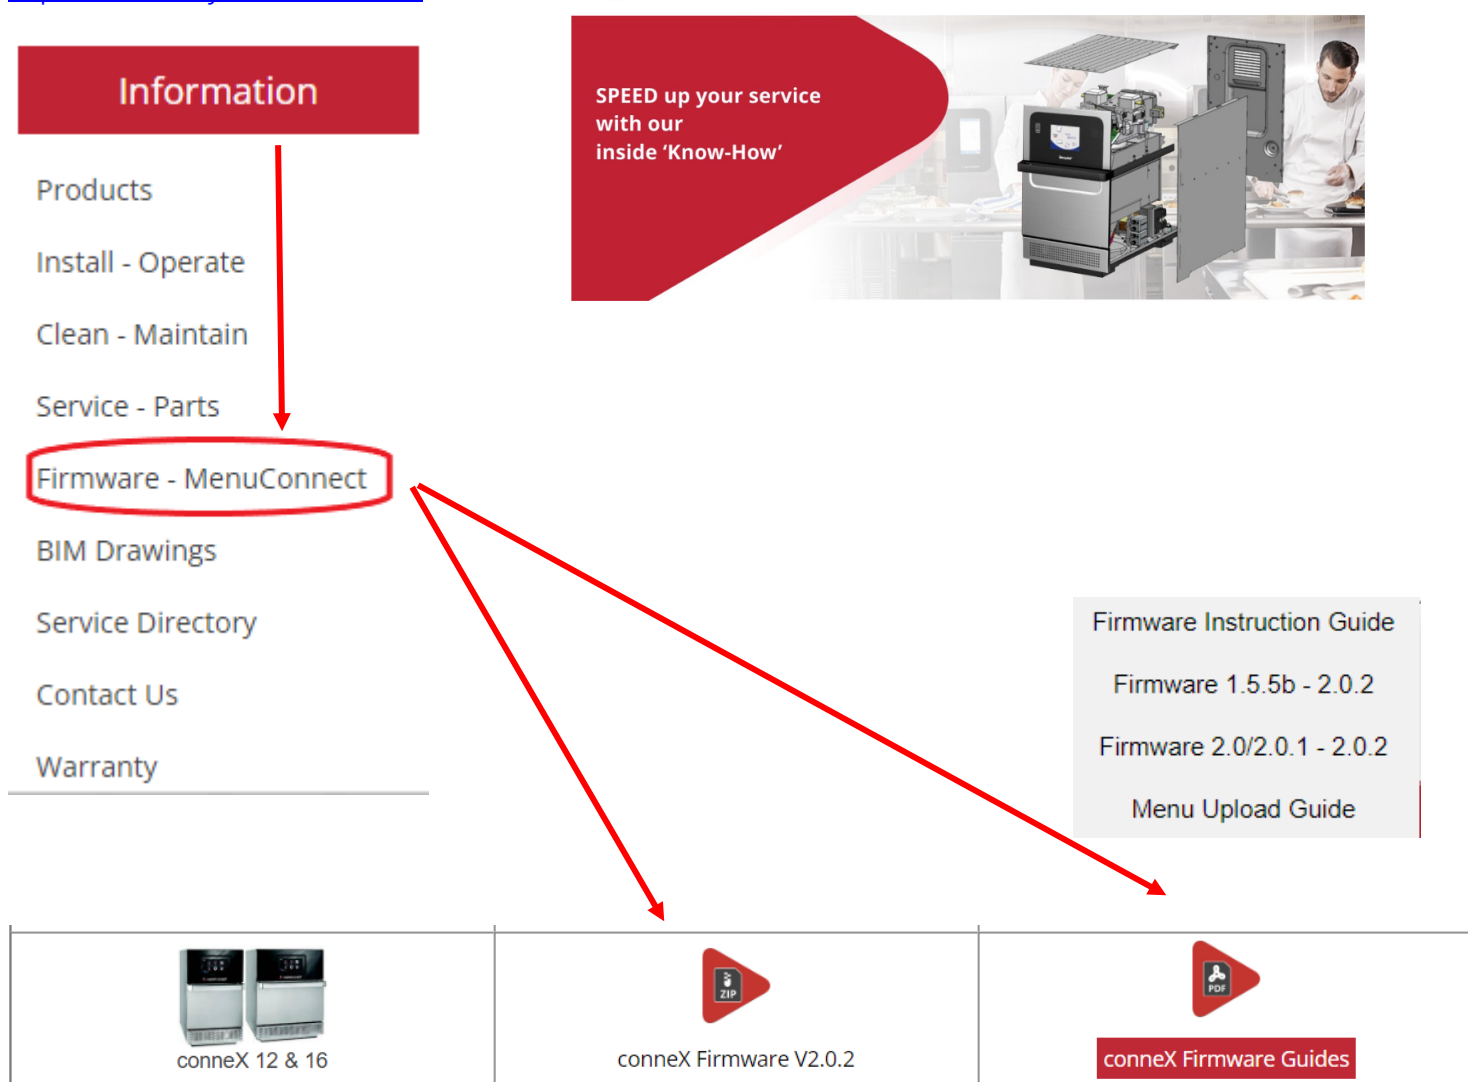 Information
Products
Install - Operate
Clean - Maintain
Service - Parts
Firmware - MenuConnect
BIM Drawings
Service Directory
Contact Us
Warranty
SPEED up your service
with our
inside ‘Know-How’
Firmware Instruction Guide
Firmware 1.5.5b - 2.0.2
Firmware 2.0/2.0.1 - 2.0.2
Menu Upload Guide
conneX 12 & 16
ZIP
conneX Firmware V2.0.2
PDF
conneX Firmware Guides